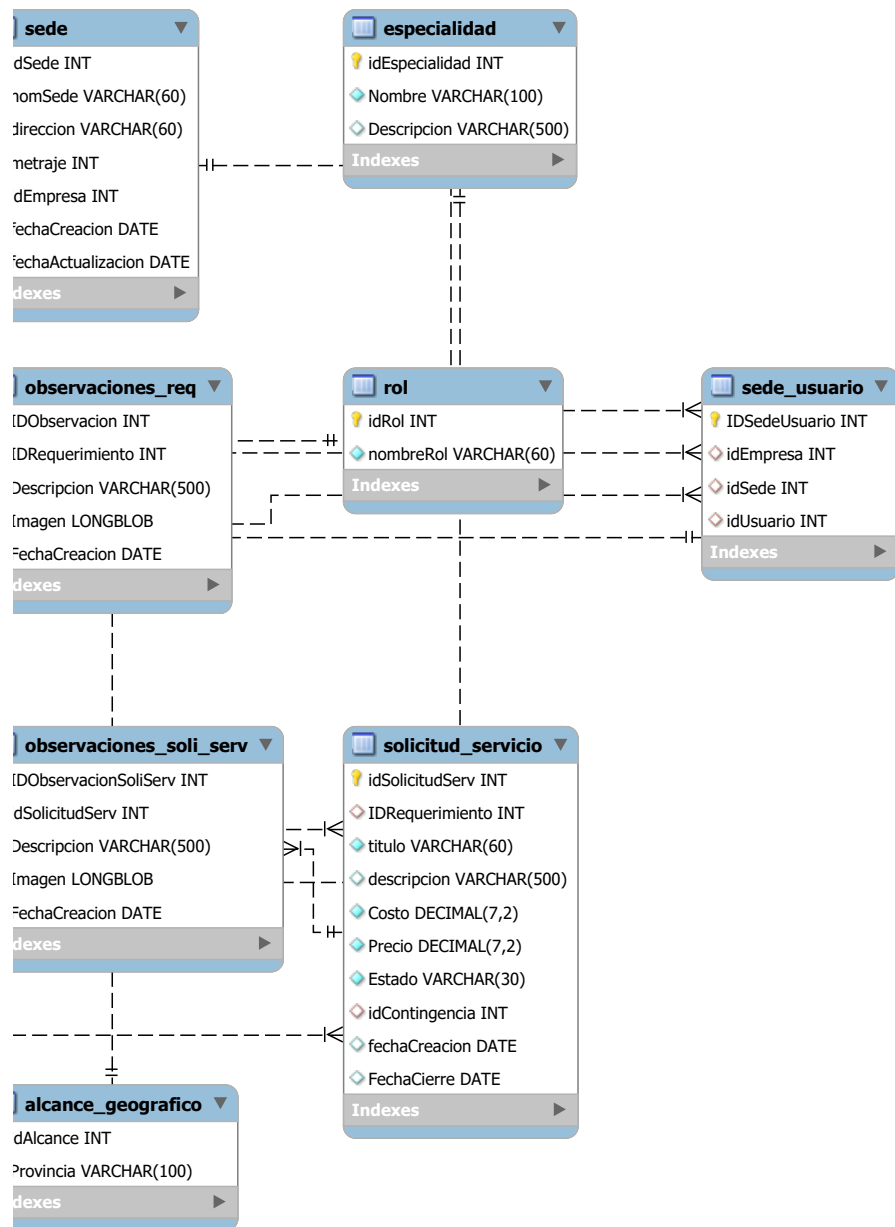 sede
dSede INT
nomSede VARCHAR(60)
direccion VARCHAR(60)
metraje INT
dEmpresa INT
fechaCreacion DATE
fechaActualizacion DATE
dexes
especialidad
idEspecialidad INT
Nombre VARCHAR(100)
Descripcion VARCHAR(500)
Indexes
observaciones_req
IDObservacion INT
IDRequerimiento INT
Descripcion VARCHAR(500)
Imagen LONGBLOB
FechaCreacion DATE
dexes
rol
idRol INT
nombreRol VARCHAR(60)
Indexes
sede_usuario
IDSedeUsuario INT
idEmpresa INT
idSede INT
idUsuario INT
Indexes
observaciones_soli_serv
IDObservacionSoliServ INT
dSolicitudServ INT
Descripcion VARCHAR(500)
Imagen LONGBLOB
FechaCreacion DATE
dexes
solicitud_servicio
idSolicitudServ INT
IDRequerimiento INT
titulo VARCHAR(60)
descripcion VARCHAR(500)
Costo DECIMAL(7,2)
Precio DECIMAL(7,2)
Estado VARCHAR(30)
idContingencia INT
fechaCreacion DATE
FechaCierre DATE
Indexes
alcance_geografico
dAlcance INT
Provincia VARCHAR(100)
dexes